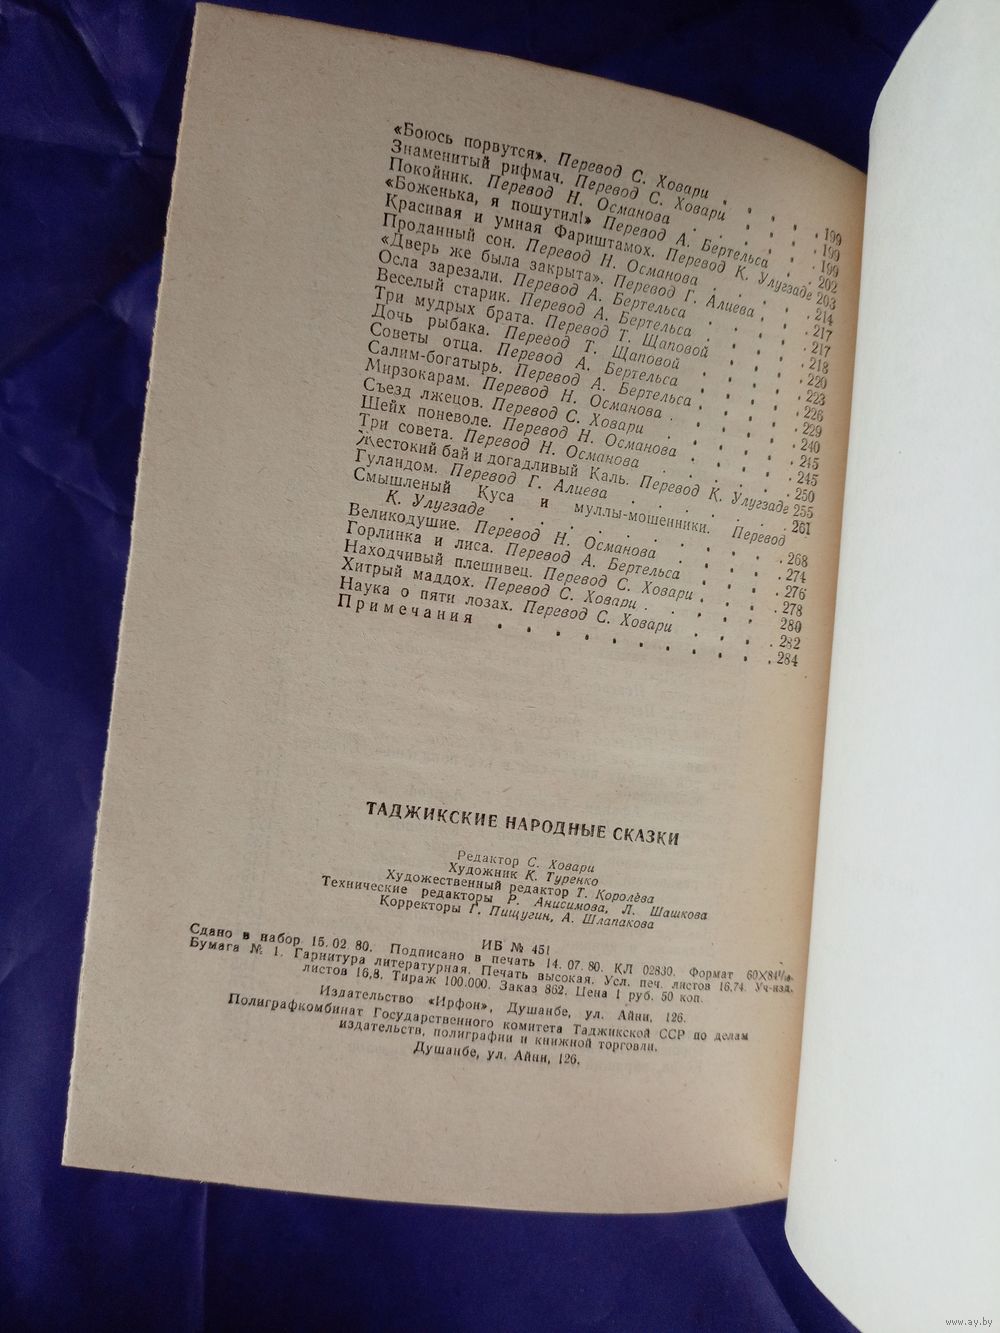 «Боюсь порвутся». Перевод С. Ховари . . . . 199
Знаменитый рифмач. Перевод С. Ховари . . . . 199
Покойник. Перевод Н. Османова . . . . . 199
«Боженька, я пошутил!» Перевод А. Бертельса . . 202
Красивая и умная Фариштамох. Перевод К. Улугзаде 203
Проданный сон. Перевод Н. Османова . . . . 214
«Дверь же была закрыта». Перевод Г. Алиева . . . 217
Осла зарезали. Перевод А. Бертельса . . . . 217
Веселый старик. Перевод А. Бертельса . . . . 218
Три мудрых брата. Перевод Т. Щаповой . . . . 220
Дочь рыбака. Перевод Т. Щаповой . . . . 223
Советы отца. Перевод А. Бертельса . . . . 226
Салим-богатырь. Перевод А. Бертельса . . . . 229
Мирзокарам. Перевод Н. Османова . . . . 240
Съезд лжецов. Перевод С. Ховари . . . . 245
Шейх поневоле. Перевод Н. Османова . . . . 245
Три совета. Перевод Н. Османова . . . . 250
Жестокий бай и догадливый Каль. Перевод К. Улугзаде 255
Гуландом. Перевод Г. Алиева . . . . . . 261
Смышленый Куса и муллы-мошенники. Перевод
К. Улугзаде . . . . . . . . 268
Великодушие. Перевод Н. Османова . . . . 274
Горлинка и лиса. Перевод А. Бертельса . . . . 276
Находчивый плешивец. Перевод С. Ховари . . . . 278
Хитрый маддох. Перевод С. Ховари . . . . 280
Наука о пяти лозах. Перевод С. Ховари . . . . 282
Примечания . . . . . . . . . . 284
ТАДЖИКСКИЕ НАРОДНЫЕ СКАЗКИ
Редактор С. Ховари
Художник К. Туренко
Художественный редактор Т. Королёва
Технические редакторы Р. Анисимова, Л. Шашкова
Корректоры Г. Пищугин, А. Шлапакова
ИБ № 451
Сдано в набор 15.02 80. Подписано в печать 14.07.80. КЛ 02830. Формат 60X84 1/16.
Бумага № 1. Гарнитура литературная. Печать высокая. Усл. печ. листов 16,74. Уч-изд.
листов 16,8. Тираж 100.000. Заказ 862. Цена 1 руб. 50 коп.
Издательство «Ирфон», Душанбе, ул. Айни, 126.
Полиграфкомбинат Государственного комитета Таджикской ССР по делам
издательств, полиграфии и книжной торговли.
Душанбе, ул. Айни, 126.
www.ay.by